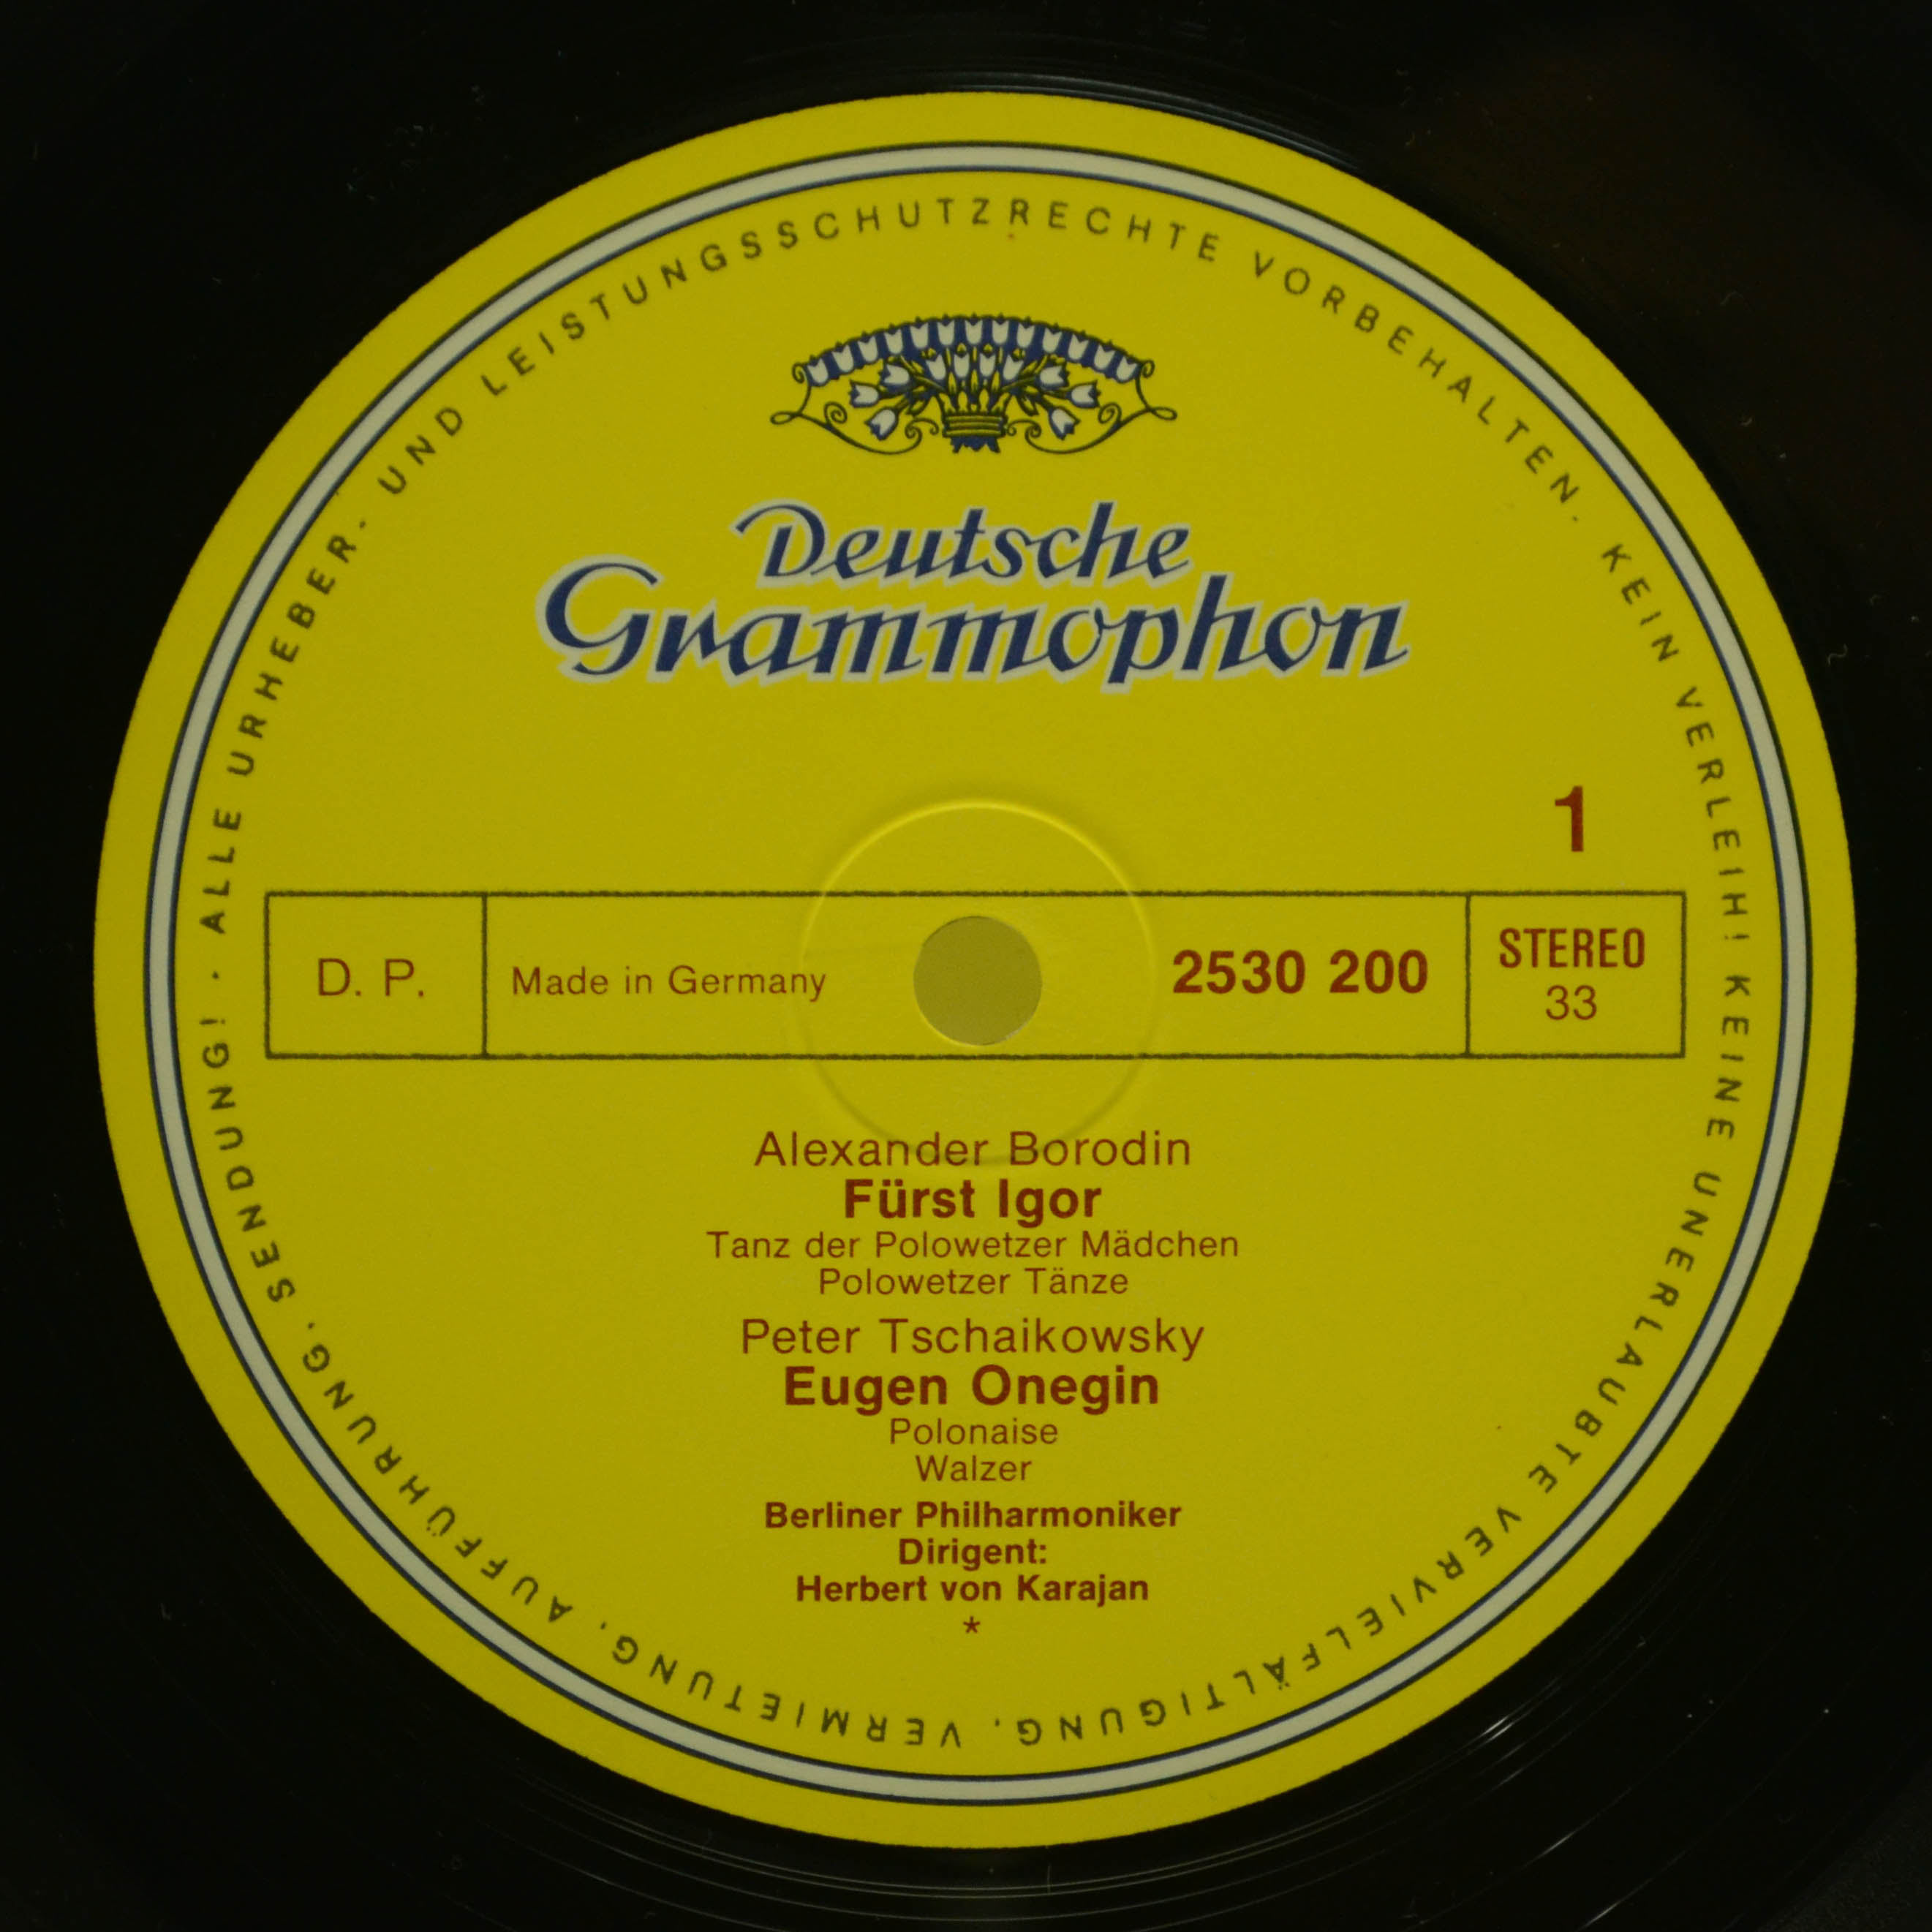 ALLE URHEBER- UND LEISTUNGSSCHUTZRECHTE VORBEHALTEN. KEIN VERLEIH! KEINE UNERLAUBTE VERVIELFÄLTIGUNG, VERMIETUNG, AUFFÜHRUNG, SENDUNG! ·
Deutsche
Grammophon
1
D. P.
Made in Germany
2530 200
STEREO
33
Alexander Borodin
Fürst Igor
Tanz der Polowetzer Mädchen
Polowetzer Tänze
Peter Tschaikowsky
Eugen Onegin
Polonaise
Walzer
Berliner Philharmoniker
Dirigent:
Herbert von Karajan
*